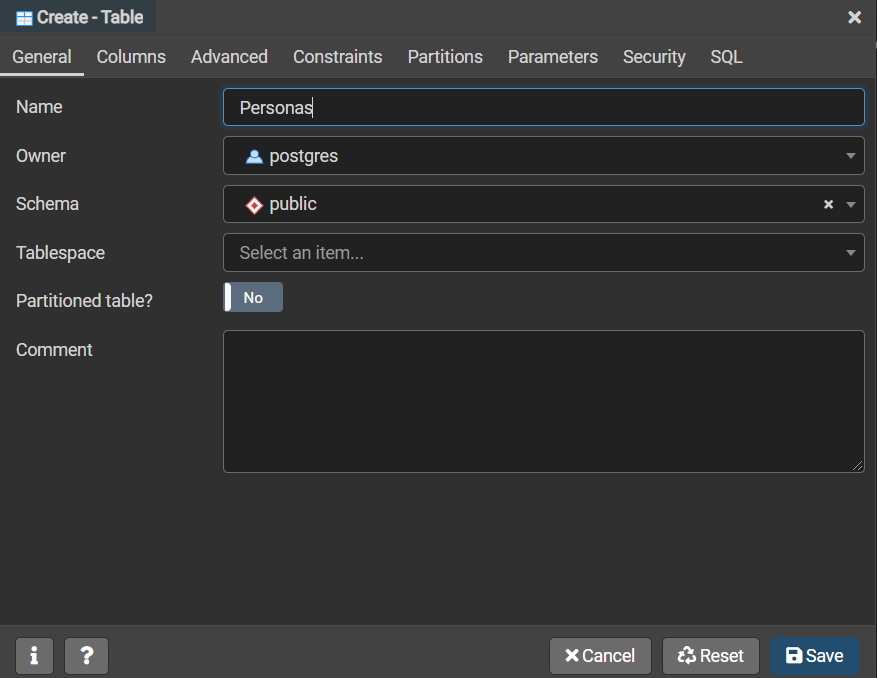 Create - Table
General Columns Advanced Constraints Partitions Parameters Security SQL
Name Personas
Owner postgres
Schema public
Tablespace Select an item...
Partitioned table? No
Comment
i ? Cancel Reset Save